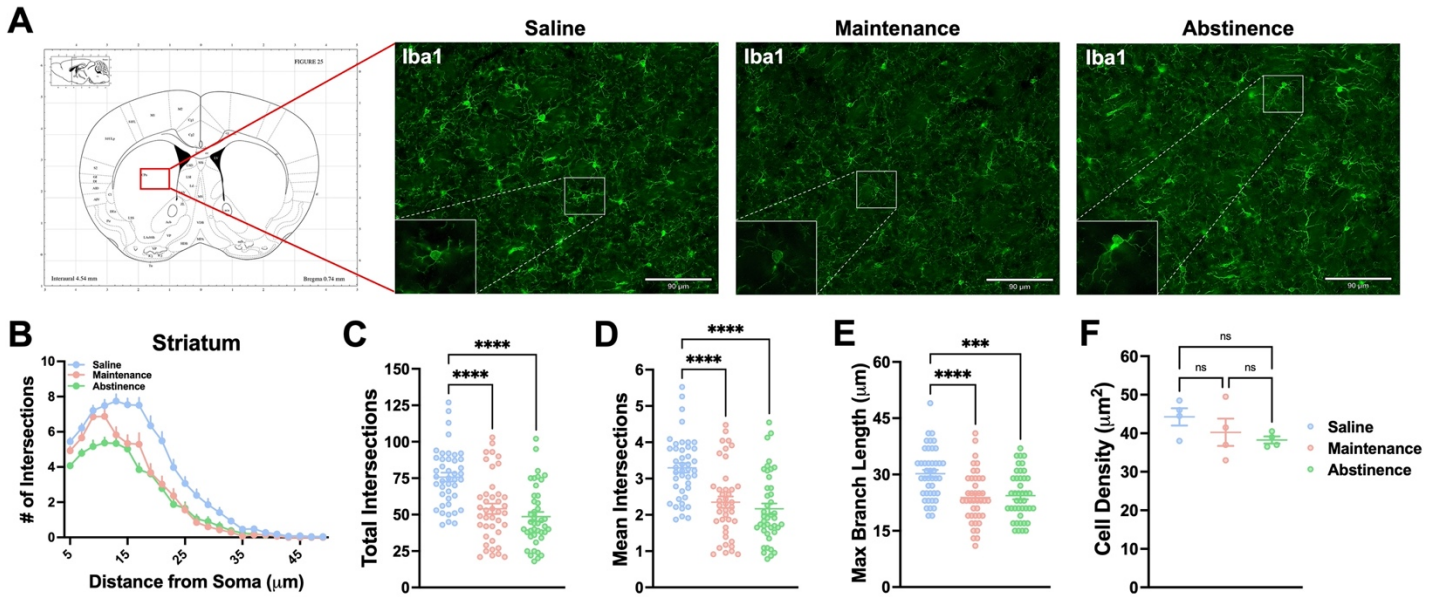 A
Saline
Maintenance
Abstinence
FIGURE 25
Iba1
Iba1
Iba1
Interaural 4.54 mm
Bregma 0.74 mm
90 μm
90 μm
90 μm
B
Striatum
Saline
Maintenance
Abstinence
# of Intersections
10
8
6
4
2
0
5
15
25
35
45
Distance from Soma (μm)
C
Total Intersections
150
125
100
75
50
25
0
****
****
D
Mean Intersections
6
5
4
3
2
1
0
****
****
E
Max Branch Length (μm)
60
45
30
15
0
***
****
F
Cell Density (μm²)
60
50
40
30
20
10
0
ns
ns
ns
Saline
Maintenance
Abstinence